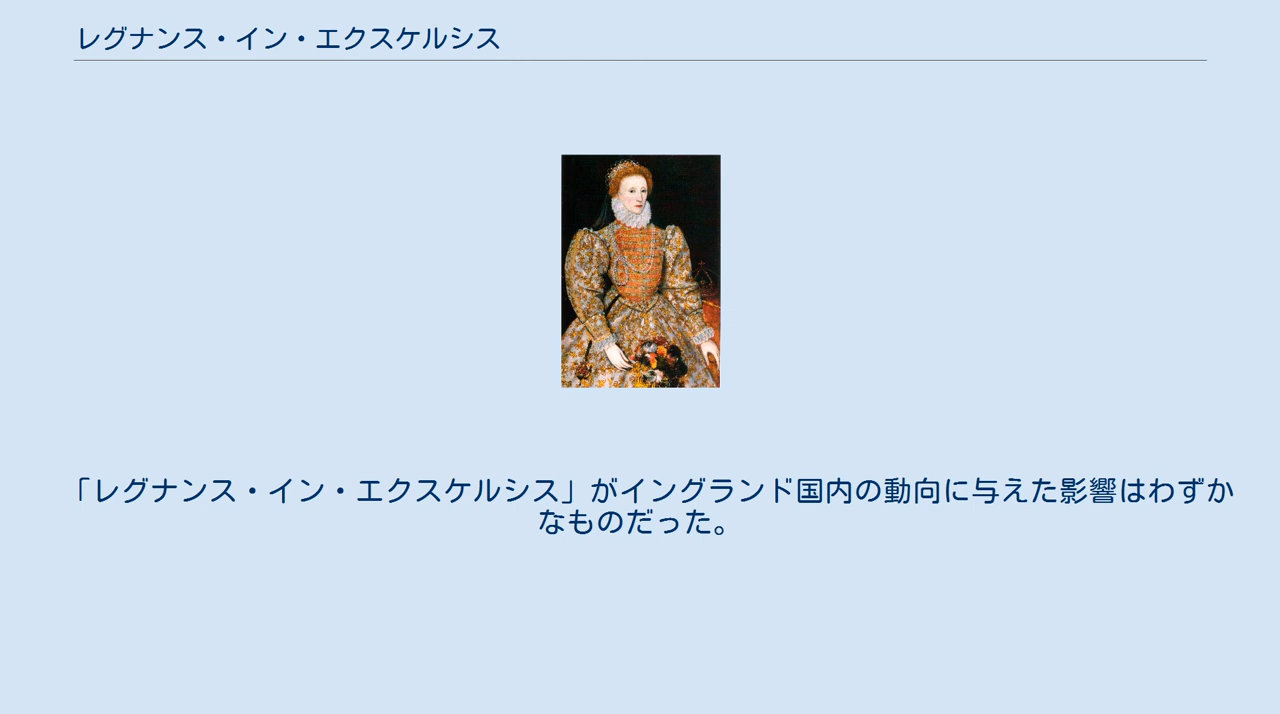 レグナンス・イン・エクスケルシス
「レグナンス・イン・エクスケルシス」がイングランド国内の動向に与えた影響はわずか
なものだった。